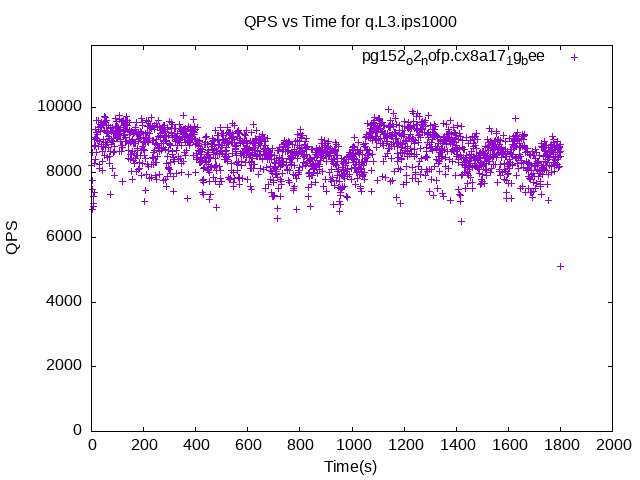 QPS vs Time for q.L3.ips1000
pg152_o2_nofp.cx8a17_1g_bee
10000
8000
6000
4000
2000
0
QPS
0 200 400 600 800 1000 1200 1400 1600 1800 2000
Time(s)